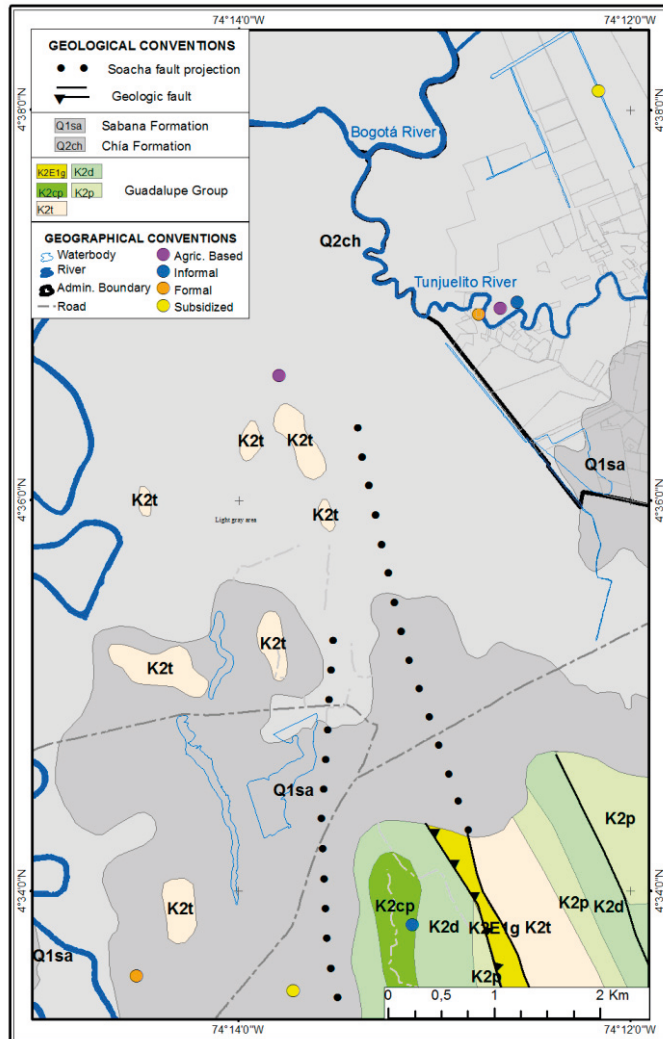 74°14'0"W
74°12'0"W
GEOLOGICAL CONVENTIONS
Soacha fault projection
Geologic fault
Q1sa Sabana Formation
Q2ch Chía Formation
K2E1g K2d
K2cp K2p Guadalupe Group
K2t
GEOGRAPHICAL CONVENTIONS
Waterbody Agric. Based
River Informal
Admin. Boundary Formal
Road Subsidized
4°38'0"N
4°38'0"N
Bogotá River
Q2ch
Tunjuelito River
K2t
K2t
Q1sa
4°36'0"N
K2t
K2t
4°36'0"N
Light gray area
K2t
K2t
Q1sa
K2p
4°34'0"N
K2t
K2cp
K2d
K2E1g
K2t
K2p
K2d
4°34'0"N
Q1sa
K2p
0 0,5 1 2 Km
74°14'0"W
74°12'0"W